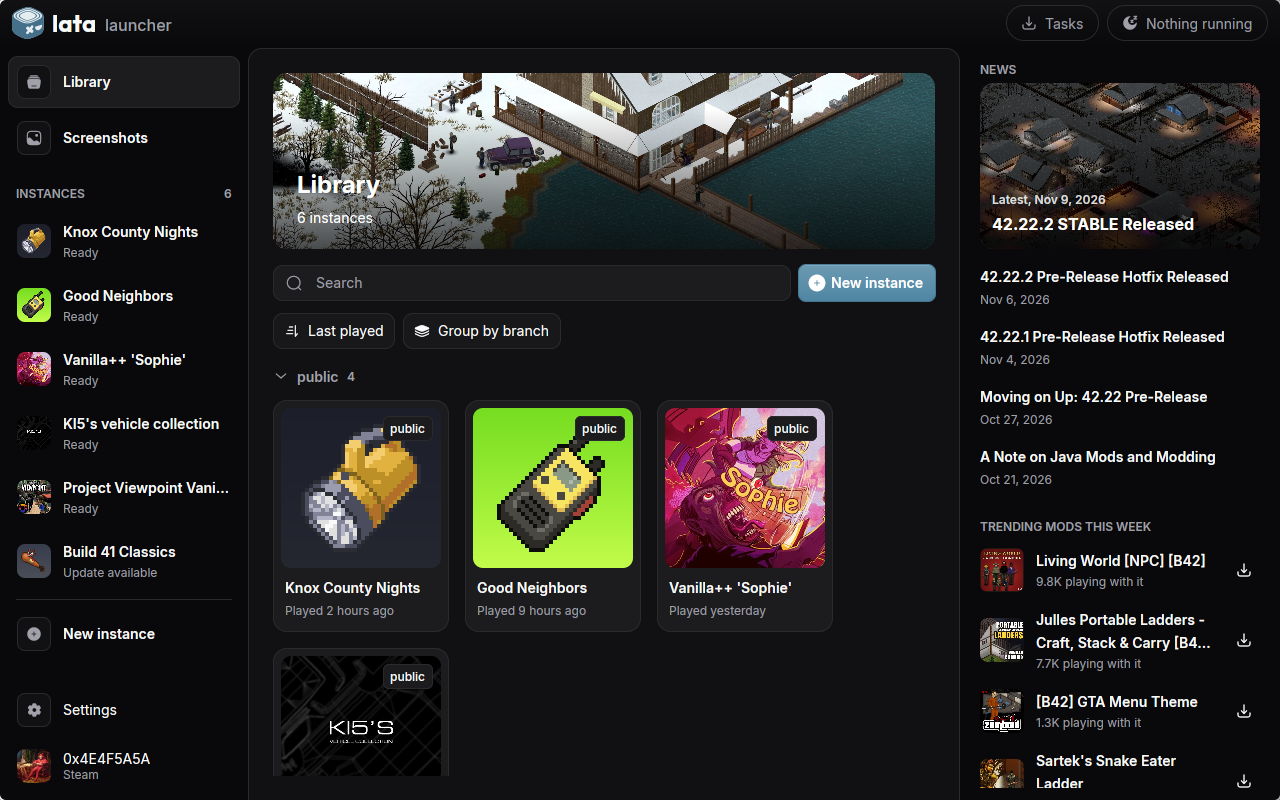 lata launcher
Tasks
Nothing running
Library
Screenshots
INSTANCES 6
Knox County Nights
Ready
Good Neighbors
Ready
Vanilla++ 'Sophie'
Ready
KI5's vehicle collection
Ready
Project Viewpoint Vani...
Ready
Build 41 Classics
Update available
New instance
Settings
0x4E4F5A5A
Steam
Library
6 instances
Search
New instance
Last played
Group by branch
public 4
public
Knox County Nights
Played 2 hours ago
public
Good Neighbors
Played 9 hours ago
public
Sophie
Vanilla++ 'Sophie'
Played yesterday
public
KI5'S
VEHICLE COLLECTION
NEWS
Latest, Nov 9, 2026
42.22.2 STABLE Released
42.22.2 Pre-Release Hotfix Released
Nov 6, 2026
42.22.1 Pre-Release Hotfix Released
Nov 4, 2026
Moving on Up: 42.22 Pre-Release
Oct 27, 2026
A Note on Java Mods and Modding
Oct 21, 2026
TRENDING MODS THIS WEEK
Living World [NPC] [B42]
9.8K playing with it
PORTABLE
LADDERS
Julles Portable Ladders -
Craft, Stack & Carry [B4...
7.7K playing with it
[B42] GTA Menu Theme
1.3K playing with it
Sartek's Snake Eater
Ladder